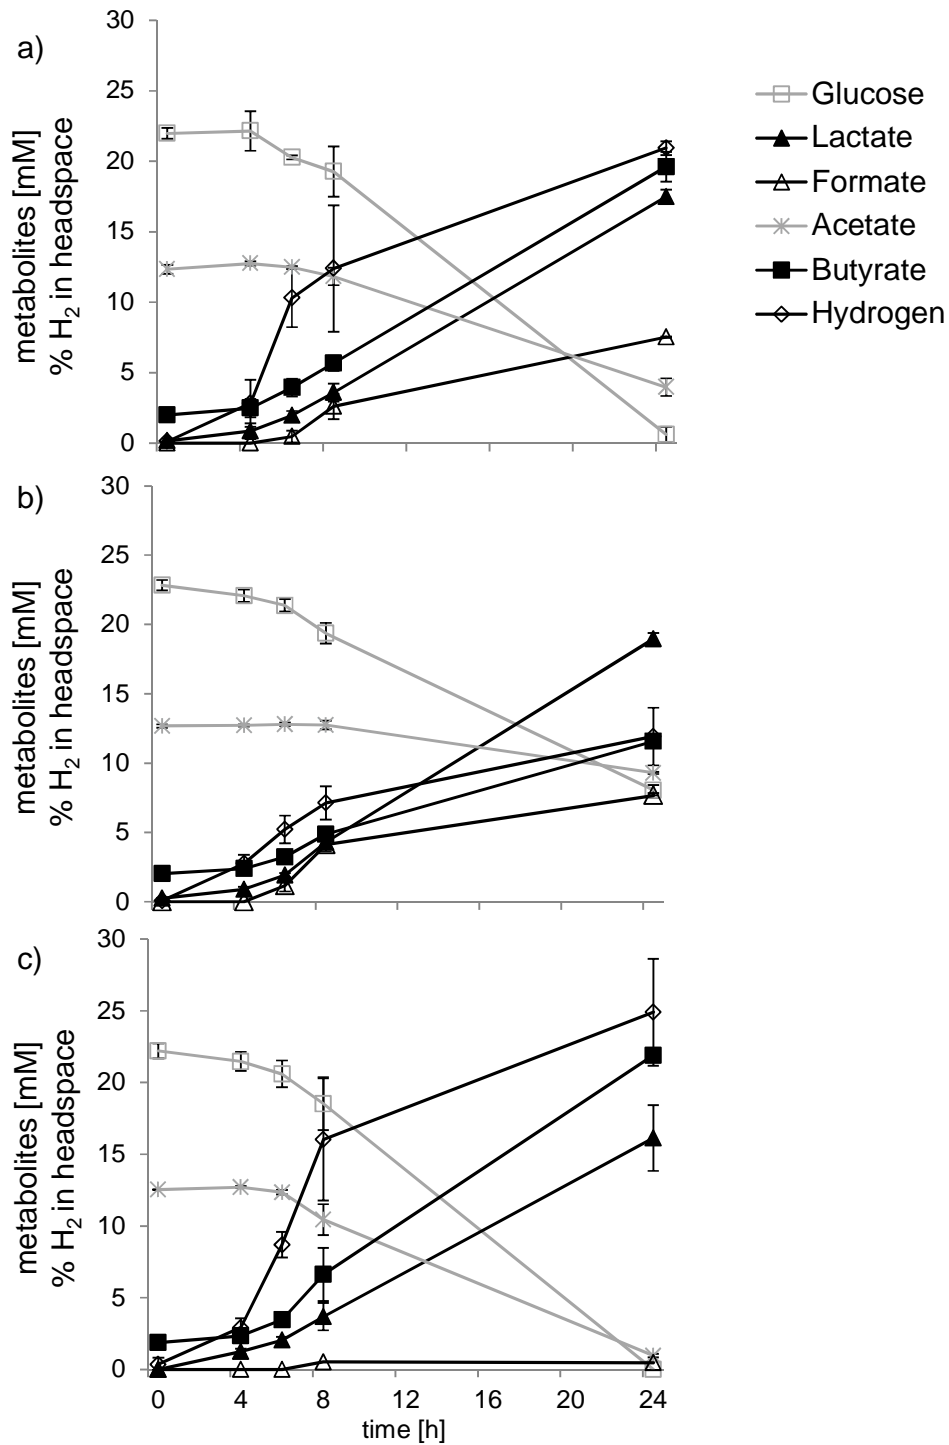 a)
30
25
20
15
10
5
0
metabolites [mM]
% H₂ in headspace
Glucose
Lactate
Formate
Acetate
Butyrate
Hydrogen
b)
30
25
20
15
10
5
0
metabolites [mM]
% H₂ in headspace
c)
30
25
20
15
10
5
0
metabolites [mM]
% H₂ in headspace
0 4 8 12 16 20 24
time [h]